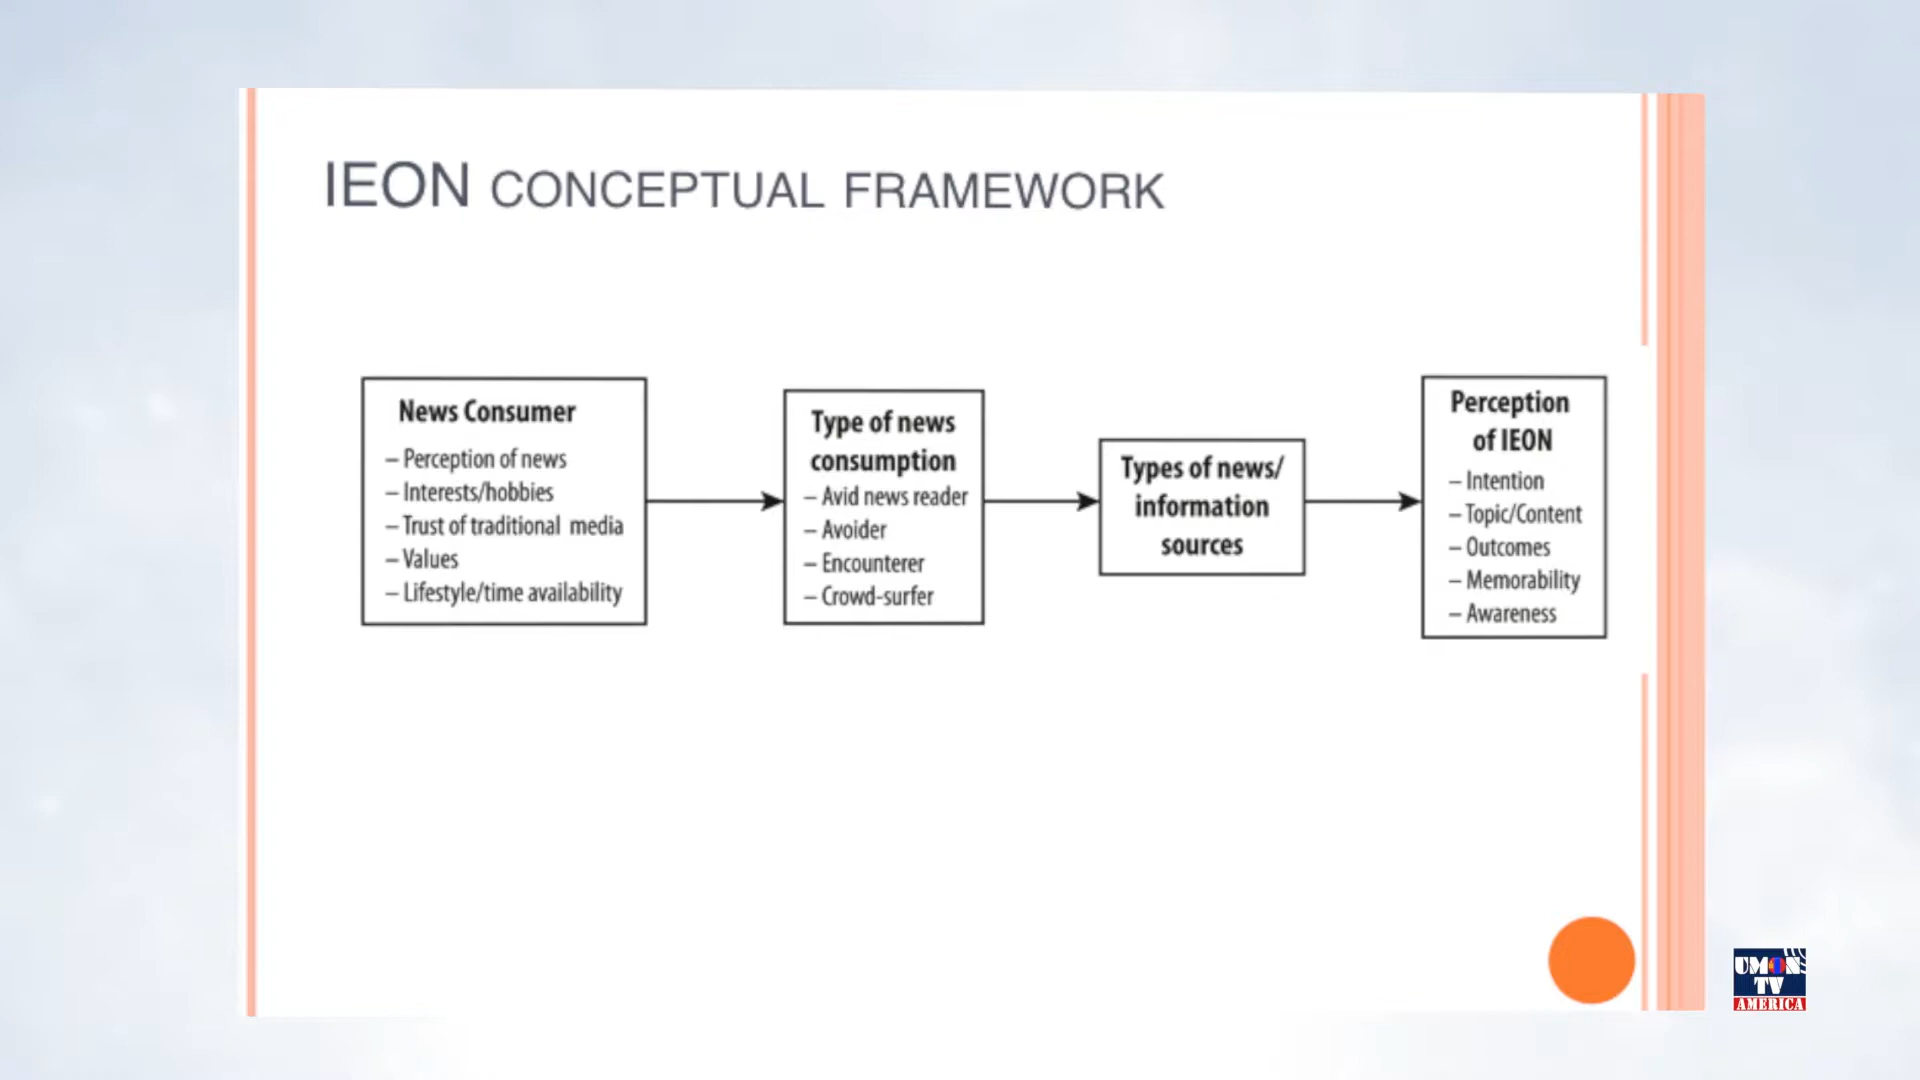 IEON CONCEPTUAL FRAMEWORK
News Consumer
– Perception of news
– Interests/hobbies
– Trust of traditional media
– Values
– Lifestyle/time availability
Type of news
consumption
– Avid news reader
– Avoider
– Encounterer
– Crowd-surfer
Types of news/
information
sources
Perception
of IEON
– Intention
– Topic/Content
– Outcomes
– Memorability
– Awareness
UMONS
TV
AMERICA